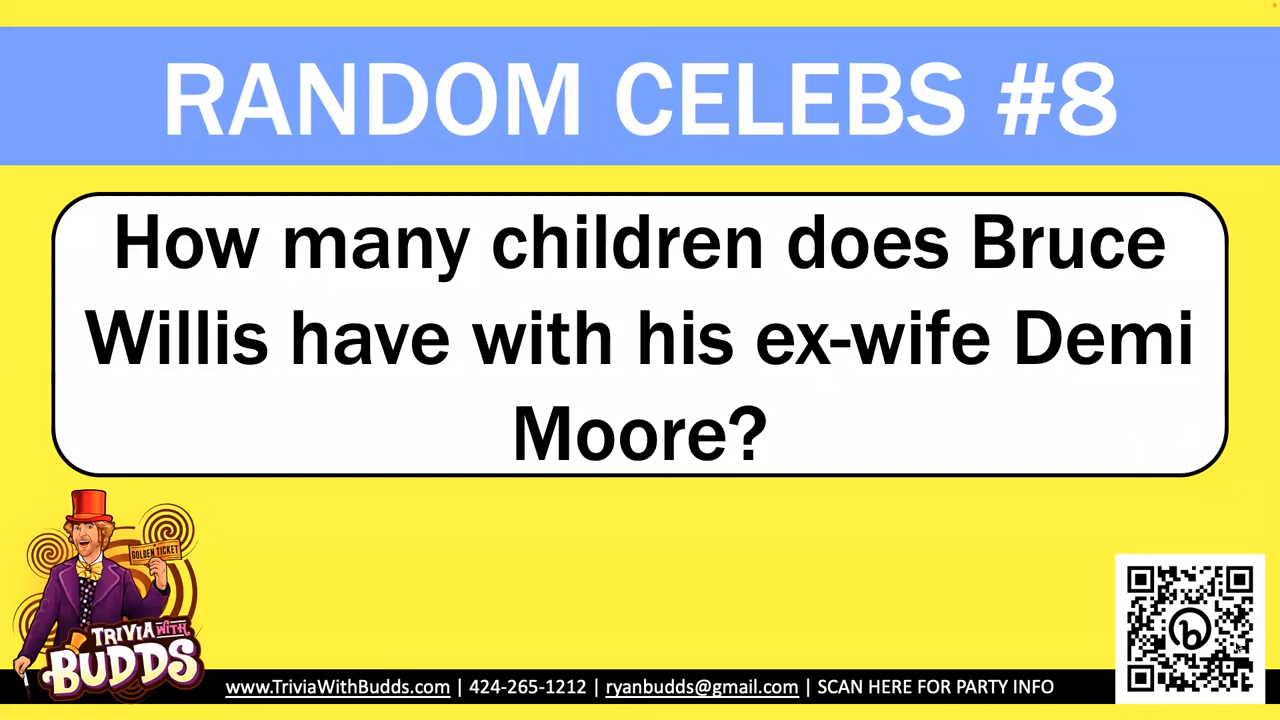 RANDOM CELEBS #8
How many children does Bruce
Willis have with his ex-wife Demi
Moore?
GOLDEN TICKET
TRIVIA WITH
BUDDS
www.TriviaWithBudds.com | 424-265-1212 | ryanbudds@gmail.com | SCAN HERE FOR PARTY INFO
b